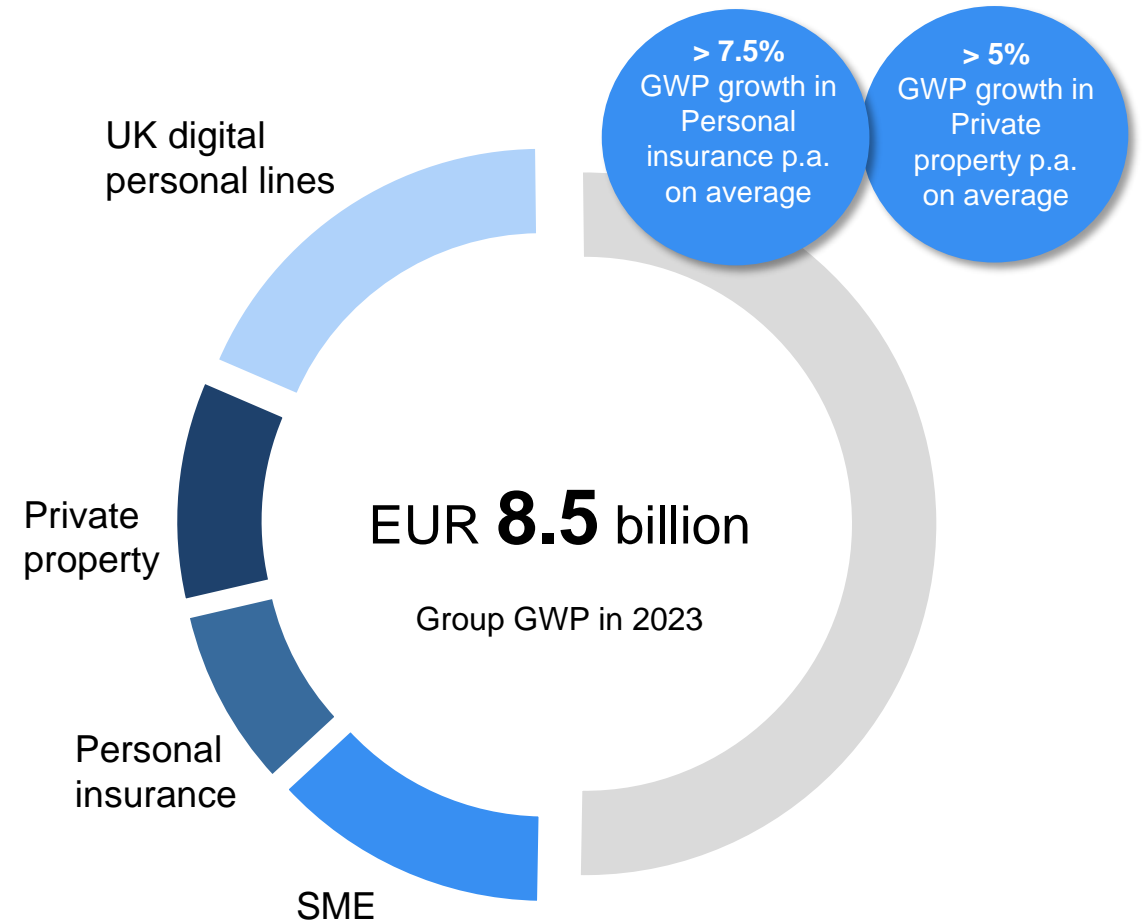 > 7.5%
GWP growth in
Personal
insurance p.a.
on average
> 5%
GWP growth in
Private
property p.a.
on average
UK digital
personal lines
Private
property
EUR 8.5 billion
Group GWP in 2023
Personal
insurance
SME